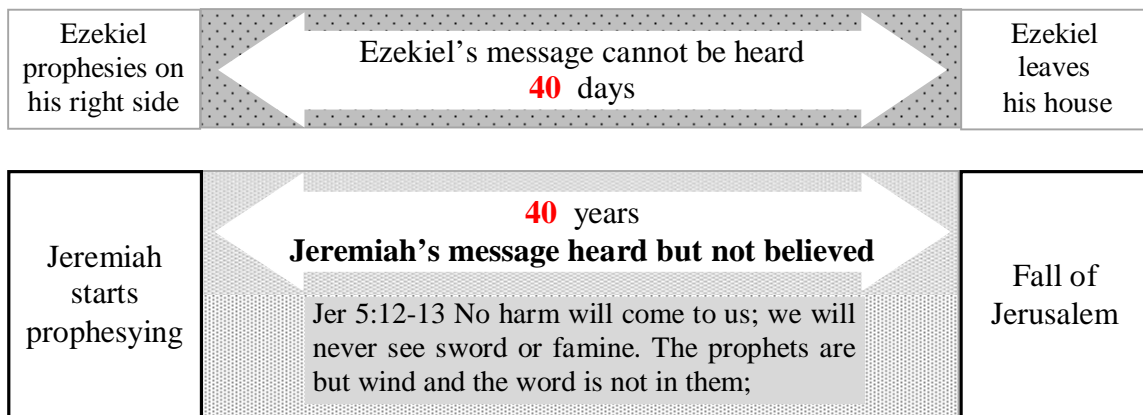 Ezekiel
prophesies on
his right side
Ezekiel’s message cannot be heard
40 days
Ezekiel
leaves
his house
Jeremiah
starts
prophesying
40 years
Jeremiah’s message heard but not believed
Jer 5:12-13 No harm will come to us; we will
never see sword or famine. The prophets are
but wind and the word is not in them;
Fall of
Jerusalem